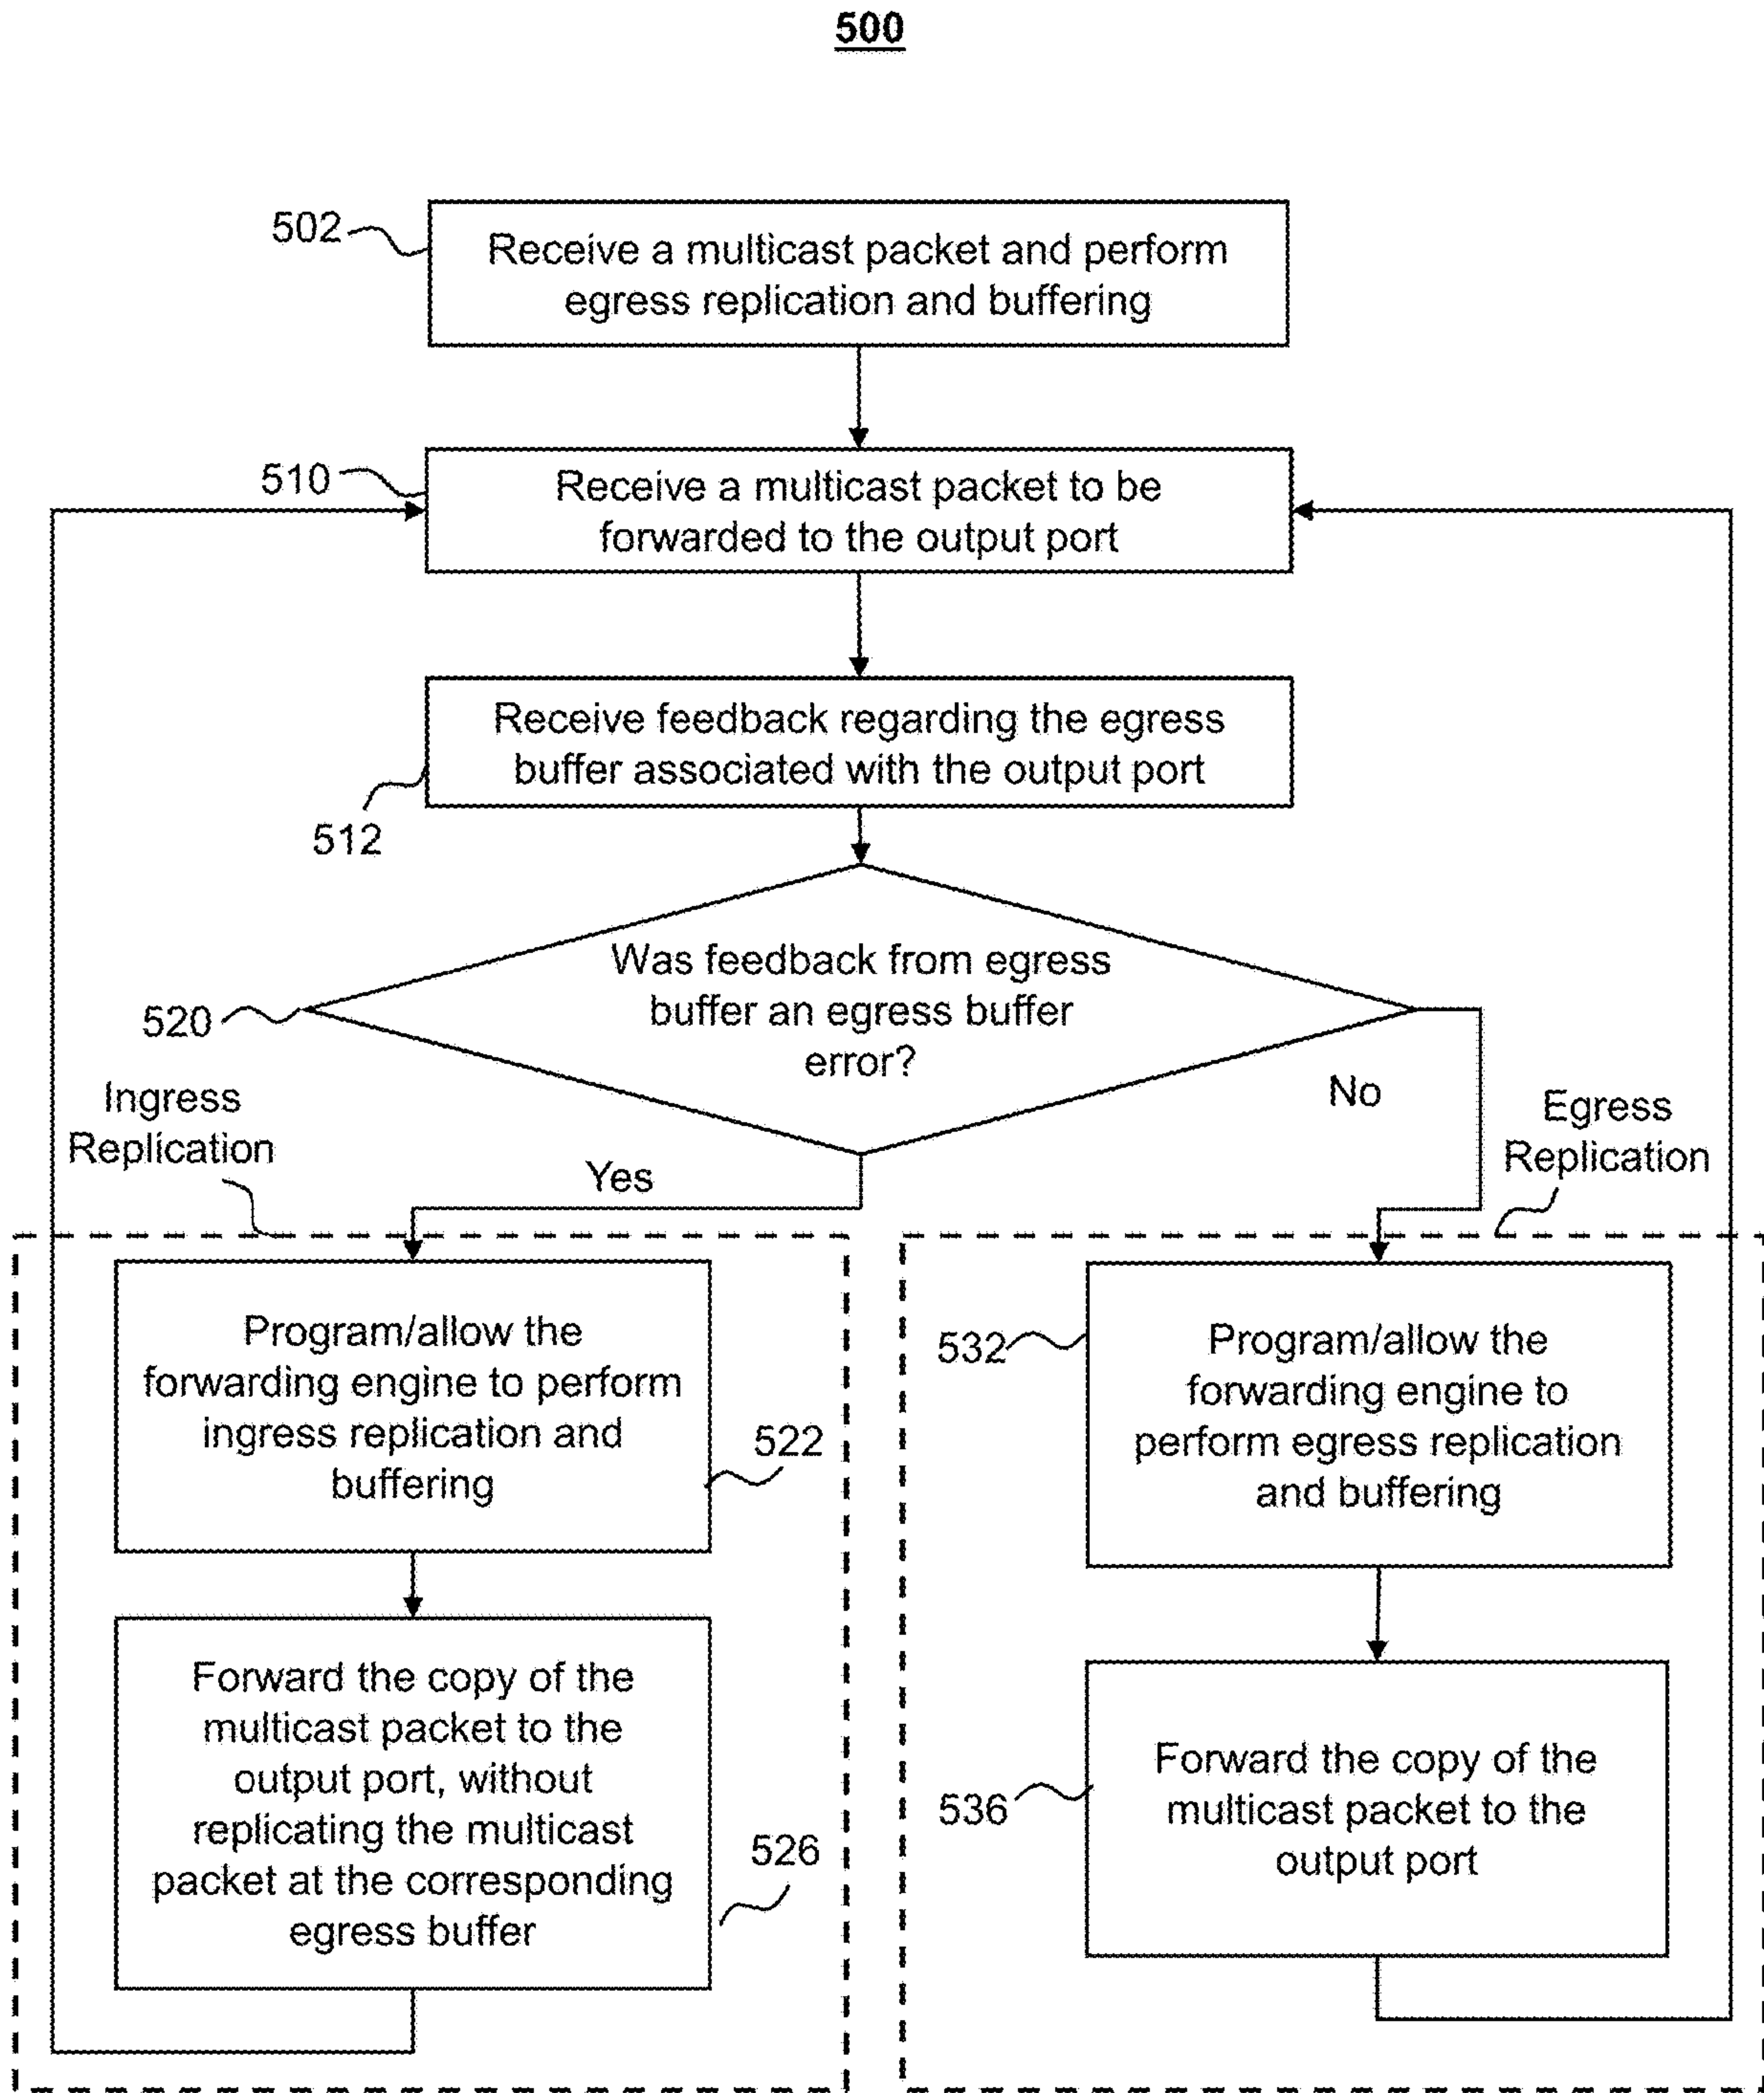 500
502
Receive a multicast packet and perform
egress replication and buffering
510
Receive a multicast packet to be
forwarded to the output port
Receive feedback regarding the egress
buffer associated with the output port
512
Was feedback from egress
buffer an egress buffer
error?
520
Ingress
Replication
Yes
No
Egress
Replication
Program/allow the
forwarding engine to perform
ingress replication and
buffering
522
532
Program/allow the
forwarding engine to
perform egress replication
and buffering
Forward the copy of the
multicast packet to the
output port, without
replicating the multicast
packet at the corresponding
egress buffer
526
536
Forward the copy of the
multicast packet to the
output port